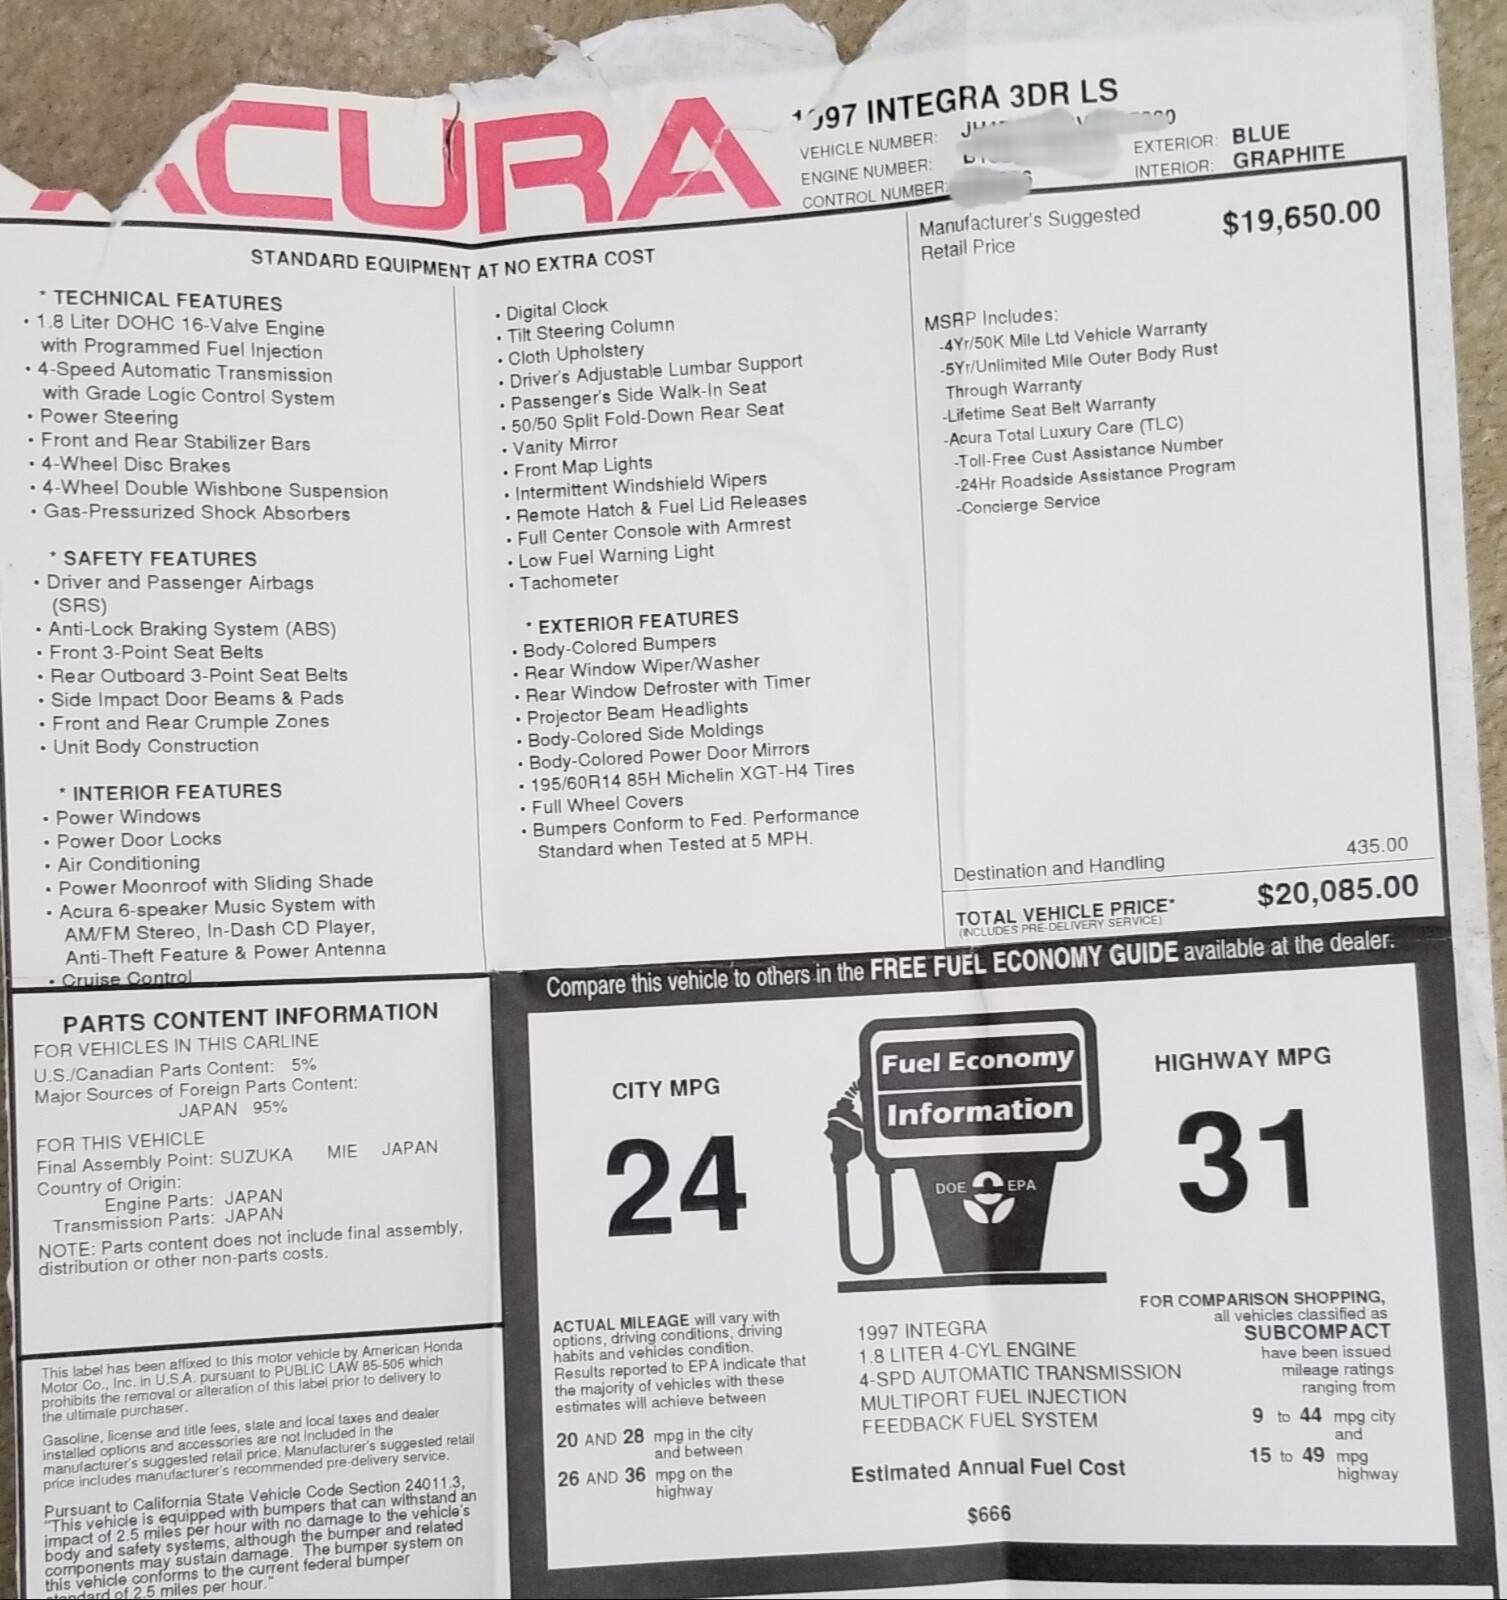 ACURA
1997 INTEGRA 3DR LS
VEHICLE NUMBER:
ENGINE NUMBER:
CONTROL NUMBER:
EXTERIOR: BLUE
INTERIOR: GRAPHITE
STANDARD EQUIPMENT AT NO EXTRA COST
* TECHNICAL FEATURES
• 1.8 Liter DOHC 16-Valve Engine
with Programmed Fuel Injection
• 4-Speed Automatic Transmission
with Grade Logic Control System
• Power Steering
• Front and Rear Stabilizer Bars
• 4-Wheel Disc Brakes
• 4-Wheel Double Wishbone Suspension
• Gas-Pressurized Shock Absorbers
* SAFETY FEATURES
• Driver and Passenger Airbags
(SRS)
• Anti-Lock Braking System (ABS)
• Front 3-Point Seat Belts
• Rear Outboard 3-Point Seat Belts
• Side Impact Door Beams & Pads
• Front and Rear Crumple Zones
• Unit Body Construction
* INTERIOR FEATURES
• Power Windows
• Power Door Locks
• Air Conditioning
• Power Moonroof with Sliding Shade
• Acura 6-speaker Music System with
AM/FM Stereo, In-Dash CD Player,
Anti-Theft Feature & Power Antenna
• Cruise Control
• Digital Clock
• Tilt Steering Column
• Cloth Upholstery
• Driver's Adjustable Lumbar Support
• Passenger's Side Walk-In Seat
• 50/50 Split Fold-Down Rear Seat
• Vanity Mirror
• Front Map Lights
• Intermittent Windshield Wipers
• Remote Hatch & Fuel Lid Releases
• Full Center Console with Armrest
• Low Fuel Warning Light
• Tachometer
* EXTERIOR FEATURES
• Body-Colored Bumpers
• Rear Window Wiper/Washer
• Rear Window Defroster with Timer
• Projector Beam Headlights
• Body-Colored Side Moldings
• Body-Colored Power Door Mirrors
• 195/60R14 85H Michelin XGT-H4 Tires
• Full Wheel Covers
• Bumpers Conform to Fed. Performance
Standard when Tested at 5 MPH.
Manufacturer's Suggested
Retail Price $19,650.00
MSRP Includes:
-4Yr/50K Mile Ltd Vehicle Warranty
-5Yr/Unlimited Mile Outer Body Rust
Through Warranty
-Lifetime Seat Belt Warranty
-Acura Total Luxury Care (TLC)
-Toll-Free Cust Assistance Number
-24Hr Roadside Assistance Program
-Concierge Service
Destination and Handling 435.00
TOTAL VEHICLE PRICE* $20,085.00
(INCLUDES PRE-DELIVERY SERVICE)
PARTS CONTENT INFORMATION
FOR VEHICLES IN THIS CARLINE
U.S./Canadian Parts Content: 5%
Major Sources of Foreign Parts Content:
JAPAN 95%
FOR THIS VEHICLE
Final Assembly Point: SUZUKA MIE JAPAN
Country of Origin:
Engine Parts: JAPAN
Transmission Parts: JAPAN
NOTE: Parts content does not include final assembly,
distribution or other non-parts costs.
This label has been affixed to this motor vehicle by American Honda
Motor Co., Inc. in U.S.A. pursuant to PUBLIC LAW 85-506 which
prohibits the removal or alteration of this label prior to delivery to
the ultimate purchaser.
Gasoline, license and title fees, state and local taxes and dealer
installed options and accessories are not included in the
manufacturer's suggested retail price. Manufacturer's suggested retail
price includes manufacturer's recommended pre-delivery service.
Pursuant to California State Vehicle Code Section 24011.3,
"This vehicle is equipped with bumpers that can withstand an
impact of 2.5 miles per hour with no damage to the vehicle's
body and safety systems, although the bumper and related
components may sustain damage. The bumper system on
this vehicle conforms to the current federal bumper
standard of 2.5 miles per hour."
Compare this vehicle to others in the FREE FUEL ECONOMY GUIDE available at the dealer.
CITY MPG
24
Fuel Economy
Information
DOE EPA
HIGHWAY MPG
31
ACTUAL MILEAGE will vary with
options, driving conditions, driving
habits and vehicles condition.
Results reported to EPA indicate that
the majority of vehicles with these
estimates will achieve between
20 AND 28 mpg in the city
and between
26 AND 36 mpg on the
highway
1997 INTEGRA
1.8 LITER 4-CYL ENGINE
4-SPD AUTOMATIC TRANSMISSION
MULTIPORT FUEL INJECTION
FEEDBACK FUEL SYSTEM
Estimated Annual Fuel Cost
$666
FOR COMPARISON SHOPPING,
all vehicles classified as
SUBCOMPACT
have been issued
mileage ratings
ranging from
9 to 44 mpg city
and
15 to 49 mpg
highway